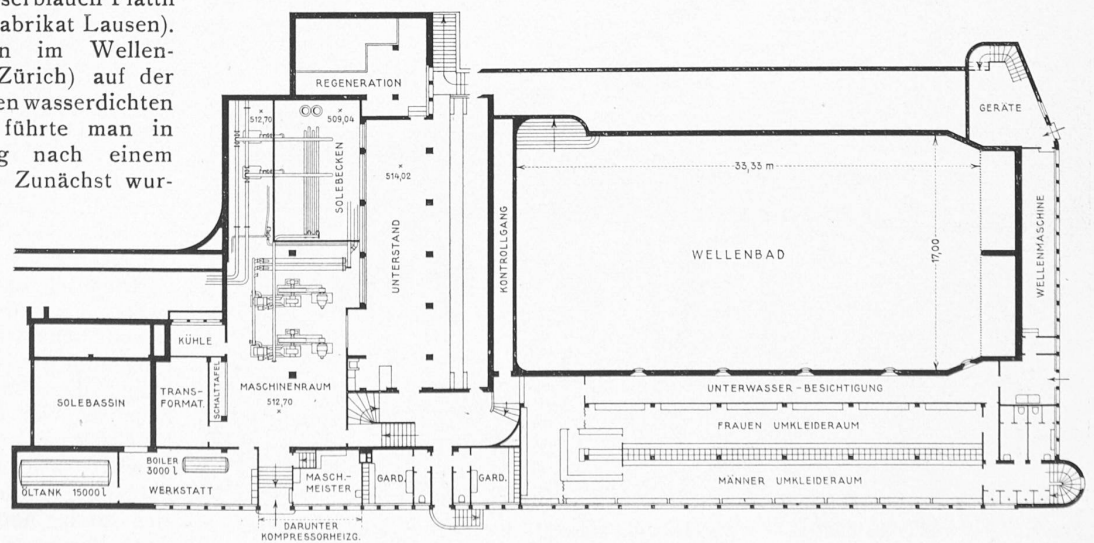 serblauen Plättli
abrikat Lausen).
n im Wellen-
Zürich) auf der
en wasserdichten
führte man in
g nach einem
Zunächst wur-
REGENERATION
GERÄTE
512,70
509,04
SOLEBECKEN
514,02
UNTERSTAND
KONTROLLGANG
33,33 m
17,00
WELLENBAD
WELLENMASCHINE
KÜHLE
TRANS-
FORMAT.
SCHALTTAFEL
MASCHINENRAUM
512,70
SOLEBASSIN
UNTERWASSER-BESICHTIGUNG
FRAUEN UMKLEIDERAUM
MÄNNER UMKLEIDERAUM
BOILER
3000 l
ÖLTANK 15000 l
WERKSTATT
MASCH.-
MEISTER
GARD.
GARD.
DARUNTER
KOMPRESSORHEIZG.